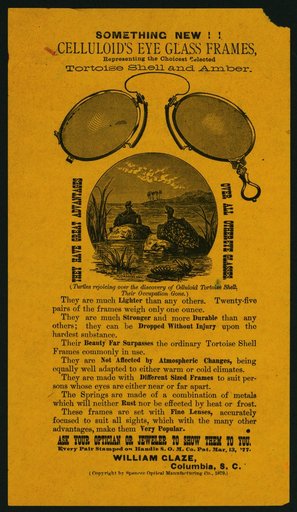 SOMETHING NEW!!
CELLULOID'S EYE GLASS FRAMES,
Representing the Choicest Selected
Tortoise Shell and Amber.
THEY HAVE GREAT ADVANTAGES
OVER ALL OTHER EYE GLASSES
(Turtles rejoicing over the discovery of Celluloid Tortoise Shell,
Their Occupation Gone.)
They are much Lighter than any others. Twenty-five
pairs of the frames weigh only one ounce.
They are much Stronger and more Durable than any
others; they can be Dropped Without Injury upon the
hardest substance.
Their Beauty Far Surpasses the ordinary Tortoise Shell
Frames commonly in use.
They are Not Affected by Atmospheric Changes, being
equally well adapted to either warm or cold climates.
They are made with Different Sized Frames to suit per-
sons whose eyes are either near or far apart.
The Springs are made of a combination of metals
which will neither Rust nor be effected by heat or frost.
These frames are set with Fine Lenses, accurately
focused to suit all sights, which with the many other
advantages, make them Very Popular.
ASK YOUR OPTICIAN OR JEWELER TO SHOW THEM TO YOU.
Every Pair Stamped on Handle S. O. M. Co. Pat. Mar. 13, '77.
WILLIAM GLAZE,
Columbia, S. C.
(Copyright by Spencer Optical Manufacturing Co., 1879.)